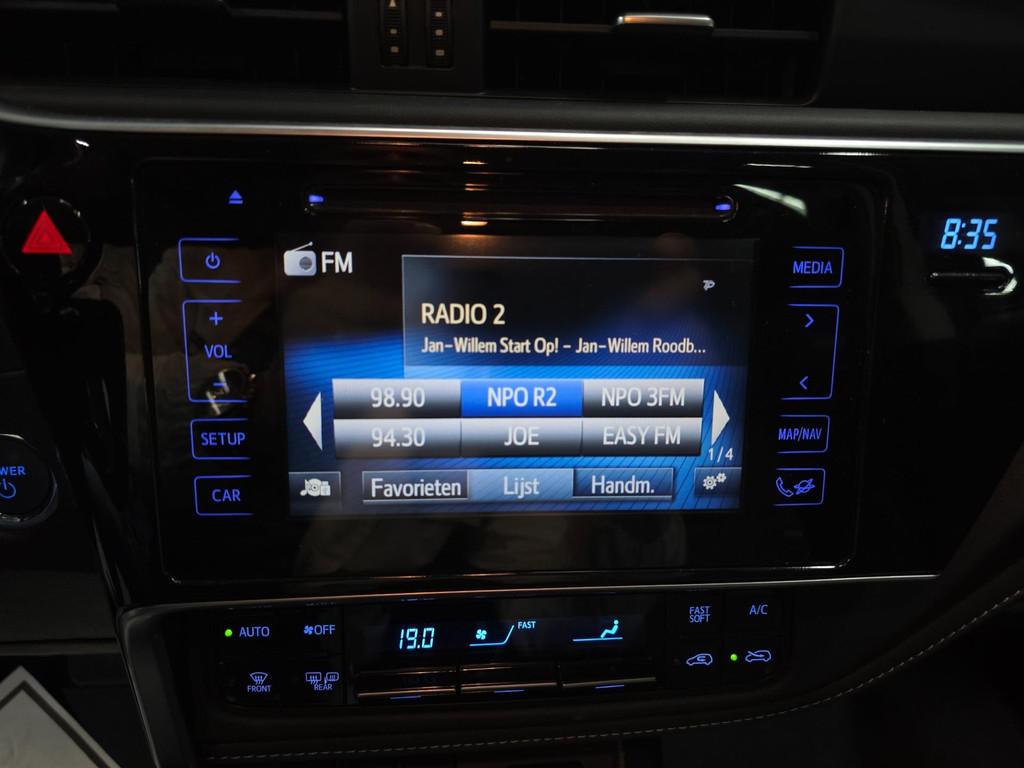 8:35
FM
MEDIA
RADIO 2
Jan-Willem Start Op! - Jan-Willem Roodb...
+
VOL
-
98.90 NPO R2 NPO 3FM
94.30 JOE EASY FM
1/4
SETUP
MAP/NAV
CAR
Favorieten Lijst Handm.
WER
AUTO
OFF
19.0
FAST
FAST
SOFT
A/C
FRONT
REAR